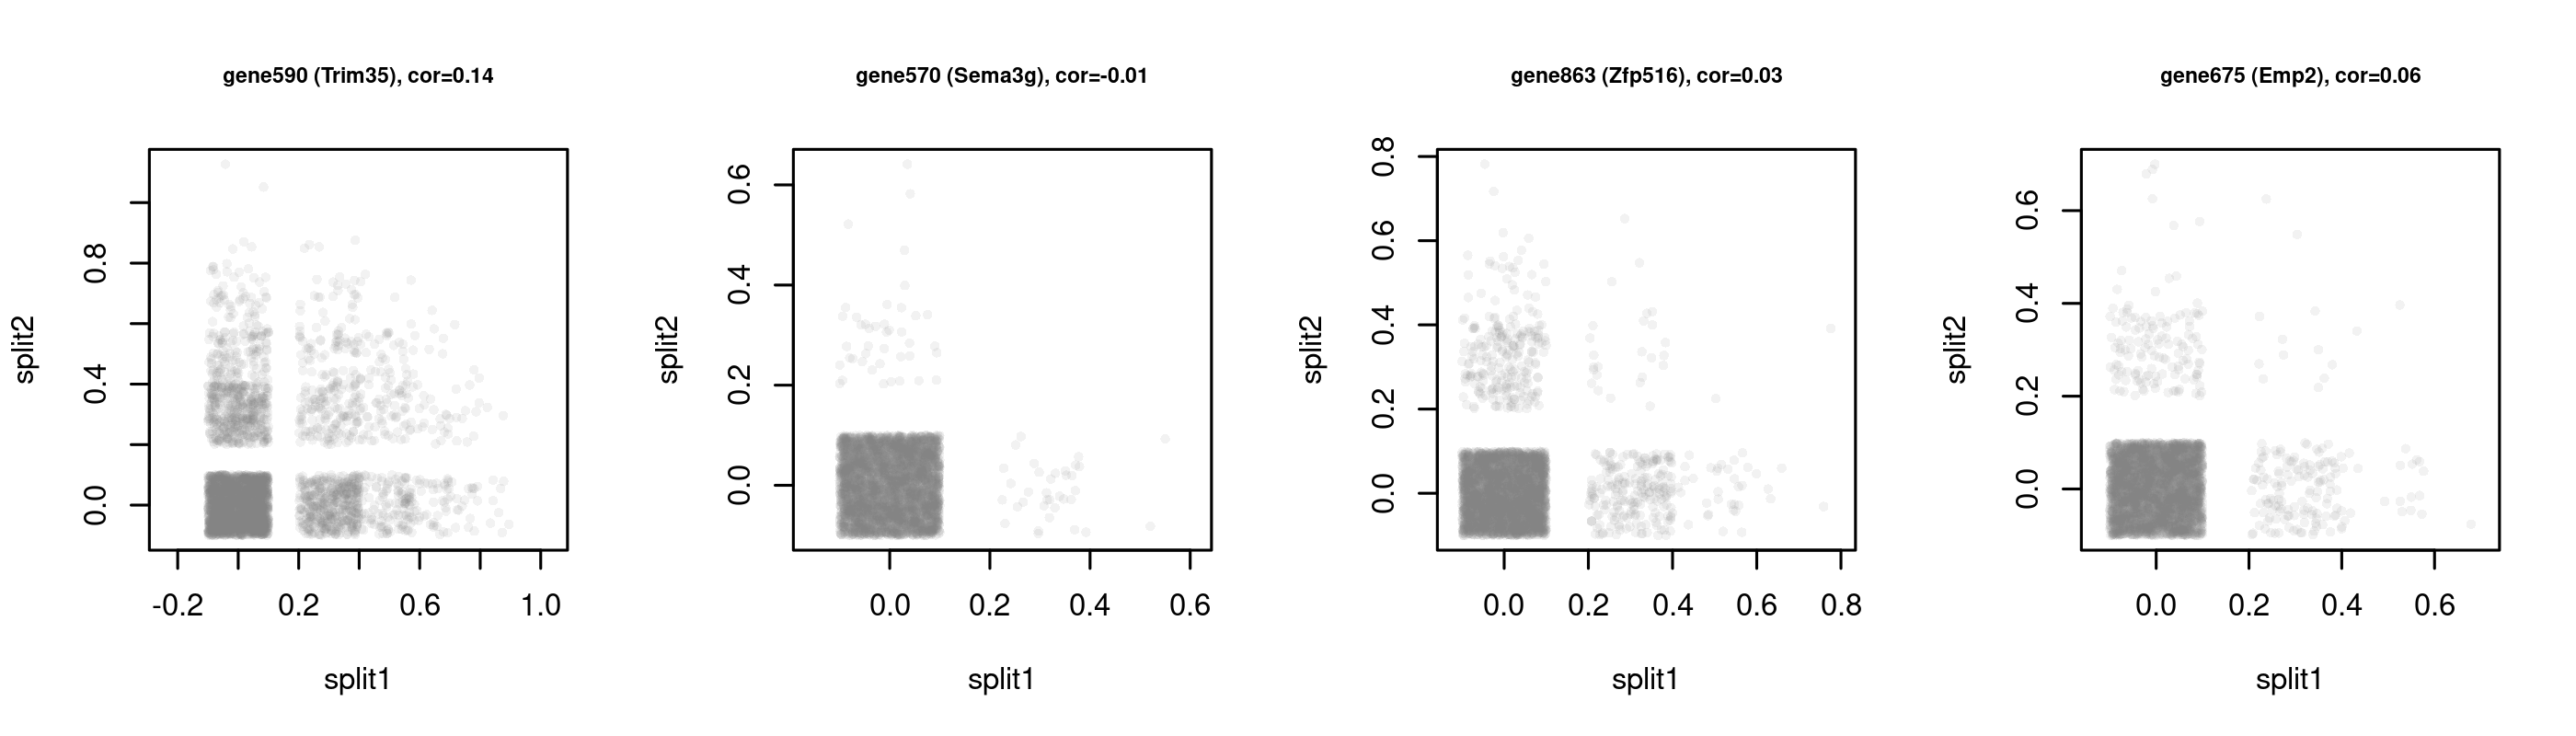 gene590 (Trim35), cor=0.14
split2
0.0
0.4
0.8
-0.2
0.2
0.6
1.0
split1
gene570 (Sema3g), cor=-0.01
split2
0.0
0.2
0.4
0.6
0.0
0.2
0.4
0.6
split1
gene863 (Zfp516), cor=0.03
split2
0.0
0.2
0.4
0.6
0.8
0.0
0.2
0.4
0.6
0.8
split1
gene675 (Emp2), cor=0.06
split2
0.0
0.2
0.4
0.6
0.0
0.2
0.4
0.6
split1